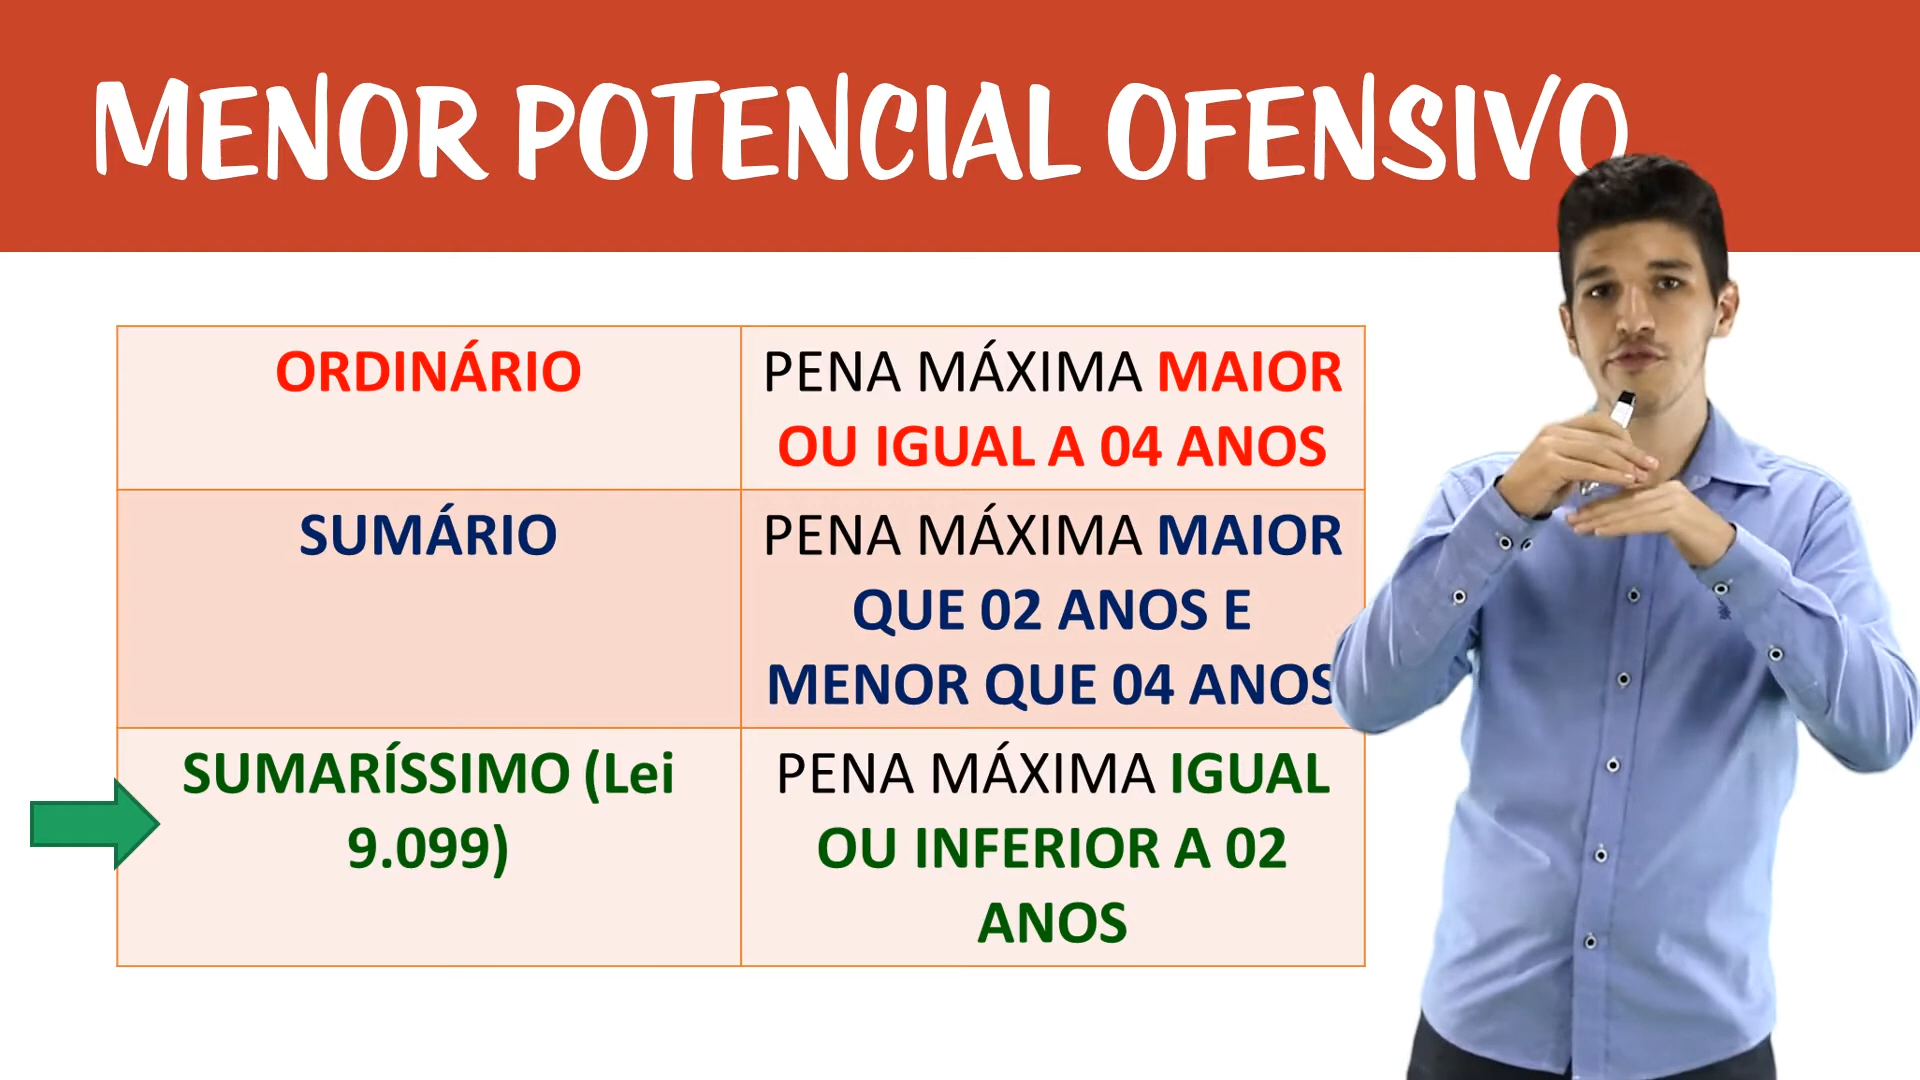 MENOR POTENCIAL OFENSIVO
ORDINÁRIO
PENA MÁXIMA MAIOR
OU IGUAL A 04 ANOS
SUMÁRIO
PENA MÁXIMA MAIOR
QUE 02 ANOS E
MENOR QUE 04 ANOS
SUMARÍSSIMO (Lei
9.099)
PENA MÁXIMA IGUAL
OU INFERIOR A 02
ANOS